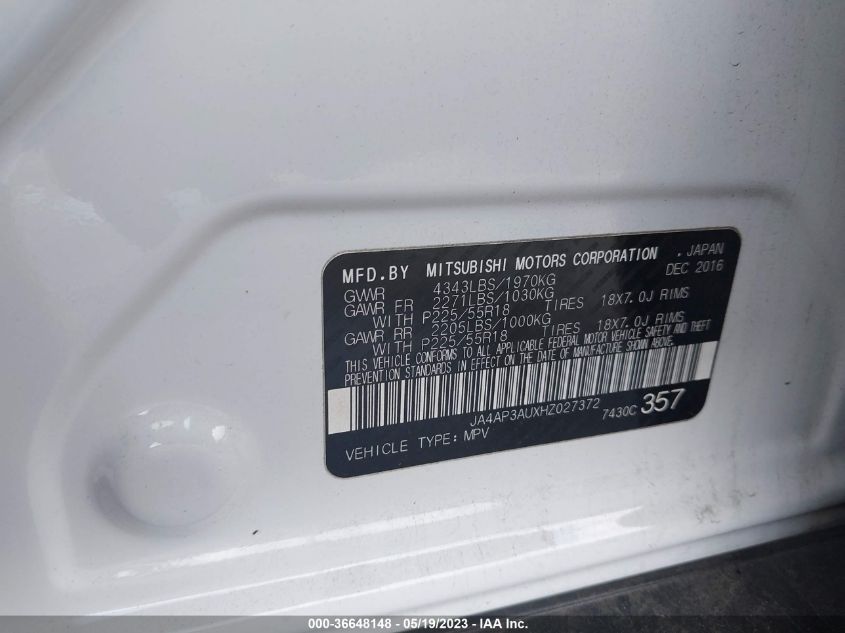 MFD.BY MITSUBISHI MOTORS CORPORATION . JAPAN
DEC 2016
GVWR 4343LBS/1970KG
GAWR FR 2271LBS/1030KG
WITH P225/55R18 TIRES 18X7.0J RIMS
GAWR RR 2205LBS/1000KG
WITH P225/55R18 TIRES 18X7.0J RIMS
THIS VEHICLE CONFORMS TO ALL APPLICABLE FEDERAL MOTOR VEHICLE SAFETY AND THEFT
PREVENTION STANDARDS IN EFFECT ON THE DATE OF MANUFACTURE SHOWN ABOVE.
JA4AP3AUXHZ027372 7430C 357
VEHICLE TYPE: MPV
000-36648148 - 05/19/2023 - IAA Inc.